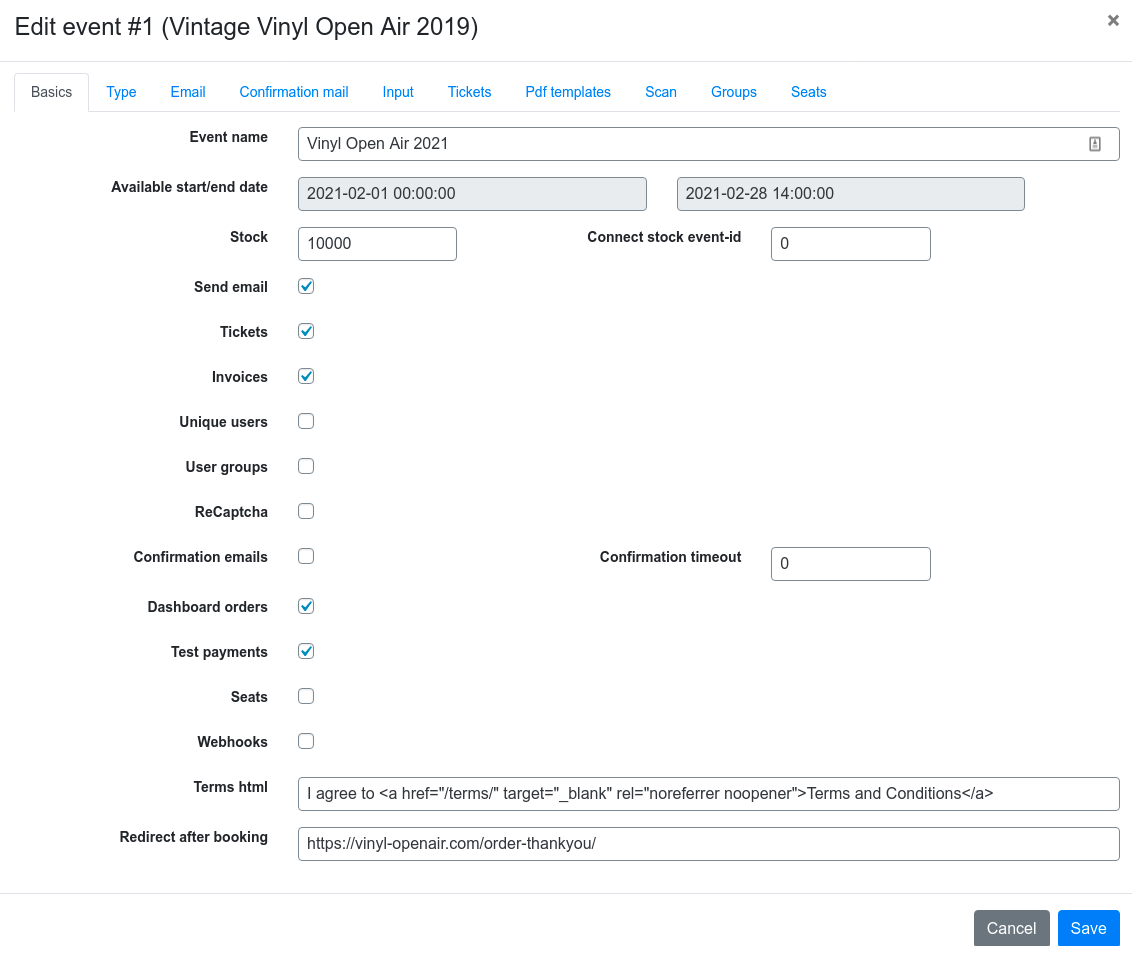 Edit event #1 (Vintage Vinyl Open Air 2019) ×
Basics Type Email Confirmation mail Input Tickets Pdf templates Scan Groups Seats
Event name Vinyl Open Air 2021
Available start/end date 2021-02-01 00:00:00 2021-02-28 14:00:00
Stock 10000 Connect stock event-id 0
Send email
Tickets
Invoices
Unique users
User groups
ReCaptcha
Confirmation emails Confirmation timeout 0
Dashboard orders
Test payments
Seats
Webhooks
Terms html I agree to <a href="/terms/" target="_blank" rel="noreferrer noopener">Terms and Conditions</a>
Redirect after booking https://vinyl-openair.com/order-thankyou/
Cancel Save